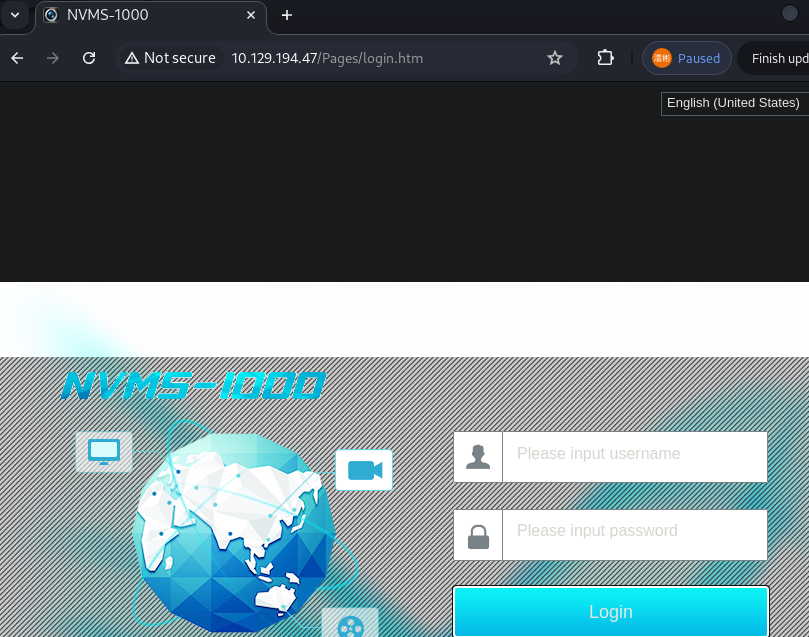 NVMS-1000
Not secure 10.129.194.47/Pages/login.htm Paused Finish upd
English (United States)
NVMS-1000
Please input username
Please input password
Login